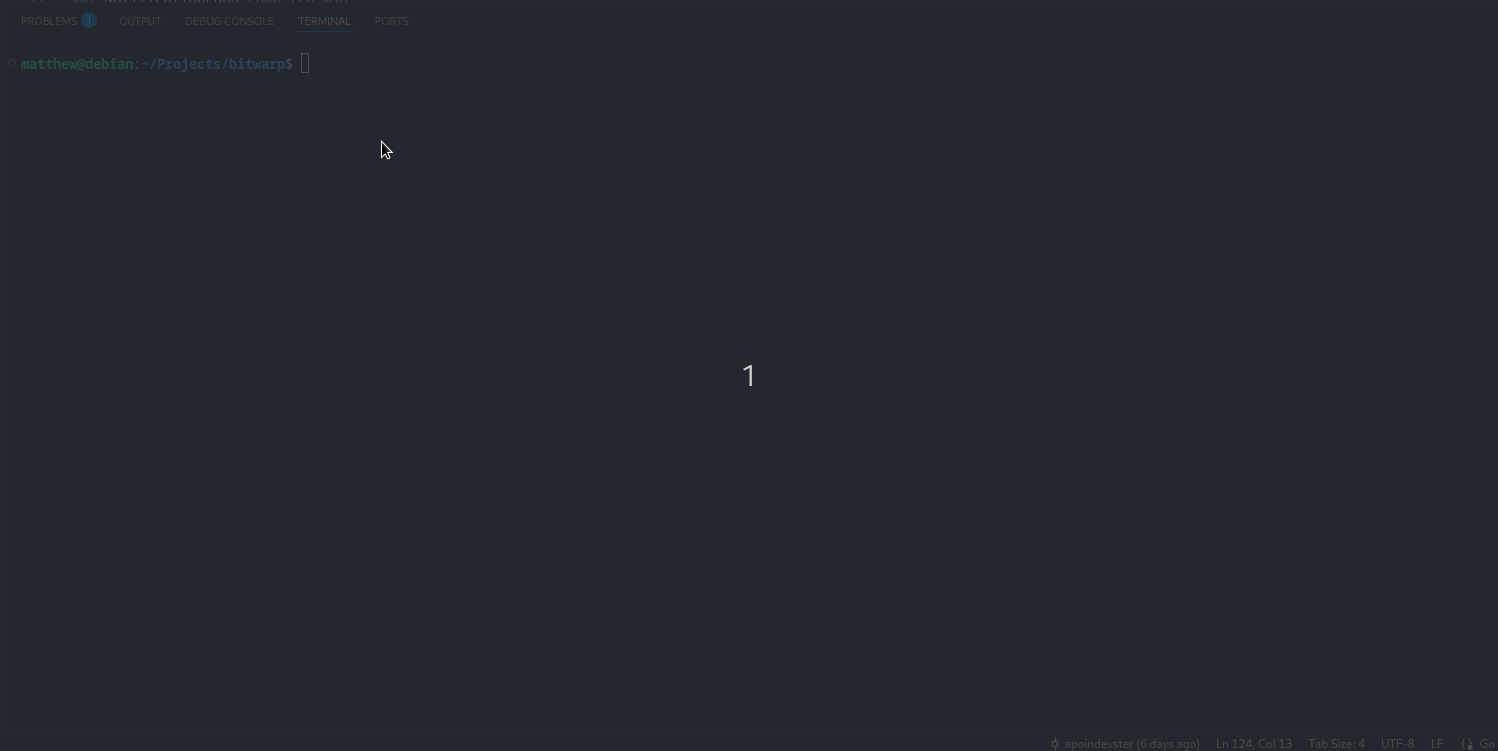 PROBLEMS 1 OUTPUT DEBUG CONSOLE TERMINAL PORTS
matthew@debian:~/Projects/bitwarp$
1
apoindevster (6 days ago) Ln 124, Col 13 Tab Size: 4 UTF-8 LF {} Go